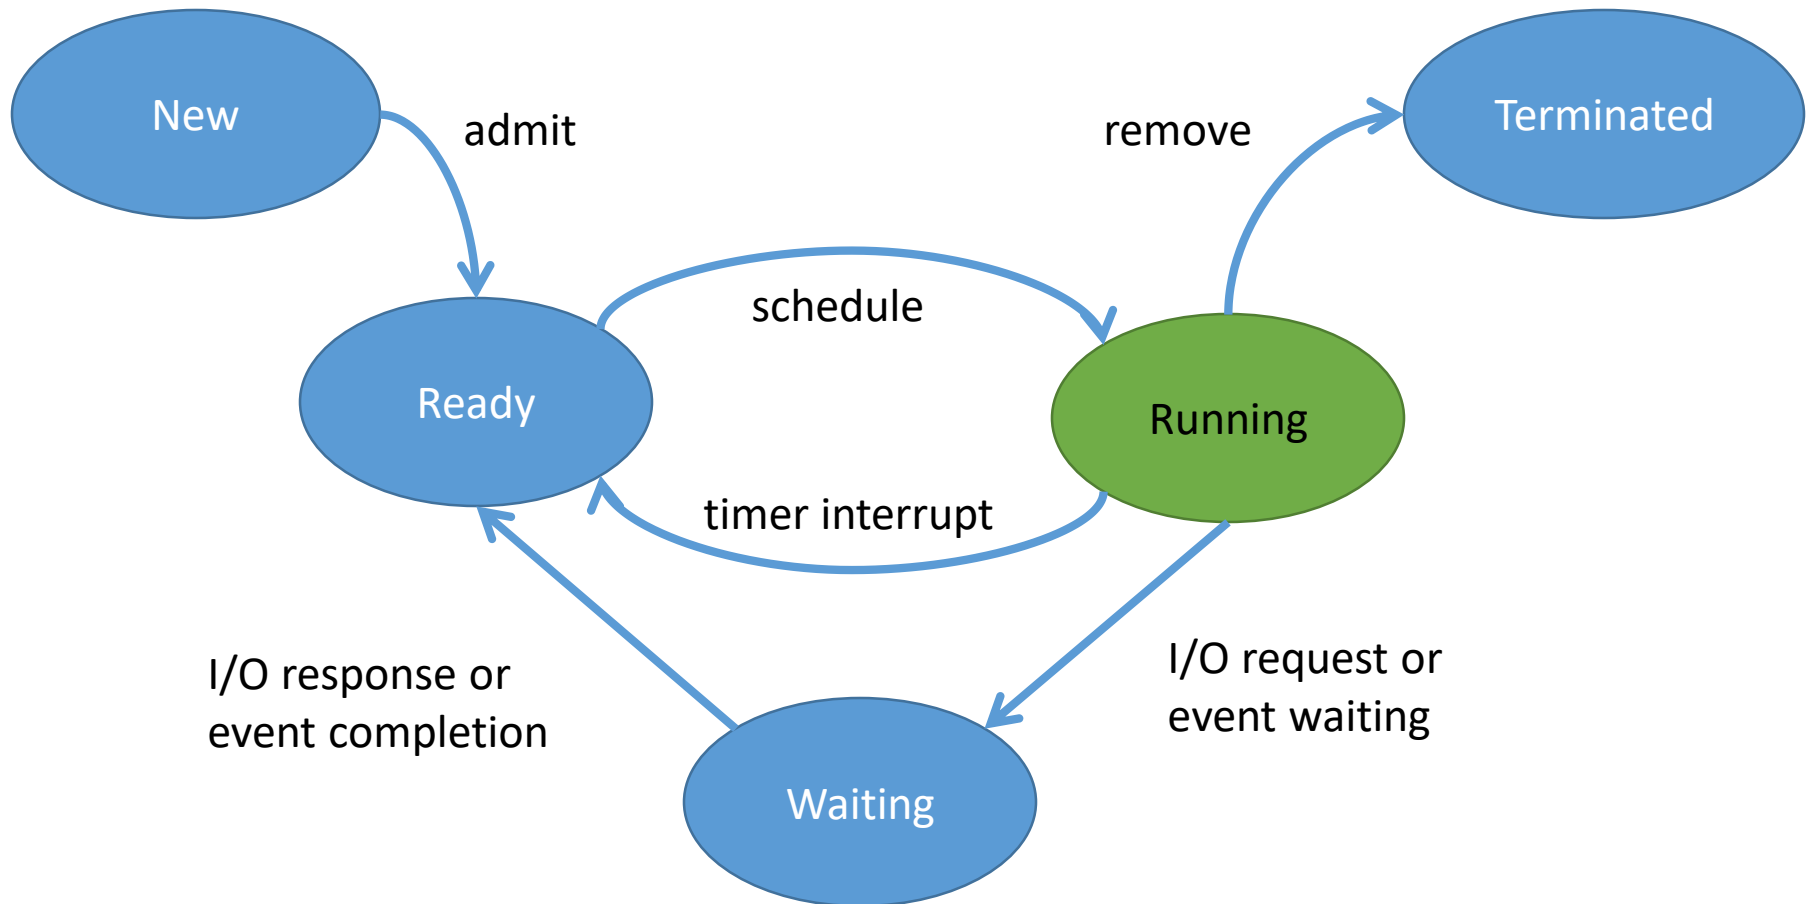 New
admit
remove
Terminated
schedule
Ready
Running
timer interrupt
I/O response or
event completion
I/O request or
event waiting
Waiting